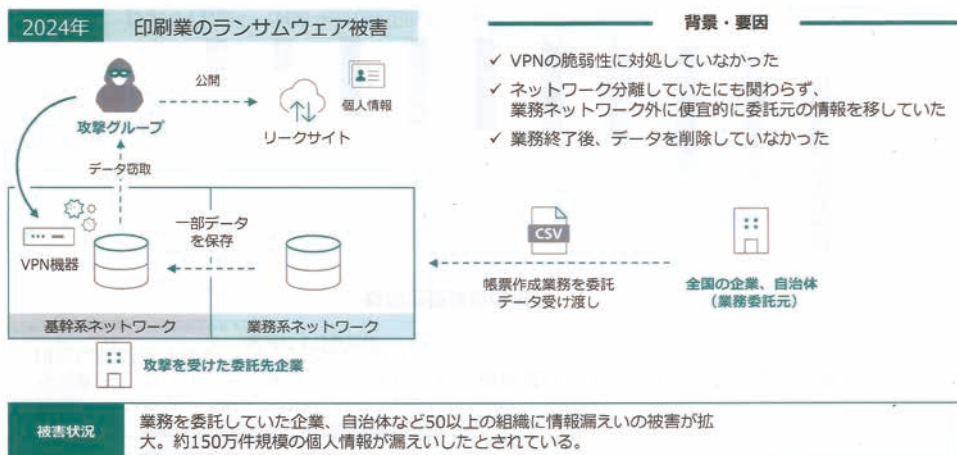 2024年 印刷業のランサムウェア被害
攻撃グループ
公開
リークサイト
個人情報
データ窃取
VPN機器
一部データ
を保存
基幹系ネットワーク
業務系ネットワーク
攻撃を受けた委託先企業
背景・要因
✓ VPNの脆弱性に対処していなかった
✓ ネットワーク分離していたにも関わらず、
業務ネットワーク外に便宜的に委託元の情報を移していた
✓ 業務終了後、データを削除していなかった
CSV
帳票作成業務を委託
データ受け渡し
全国の企業、自治体
（業務委託元）
被害状況
業務を委託していた企業、自治体など50以上の組織に情報漏えいの被害が拡
大。約150万件規模の個人情報が漏えいしたとされている。